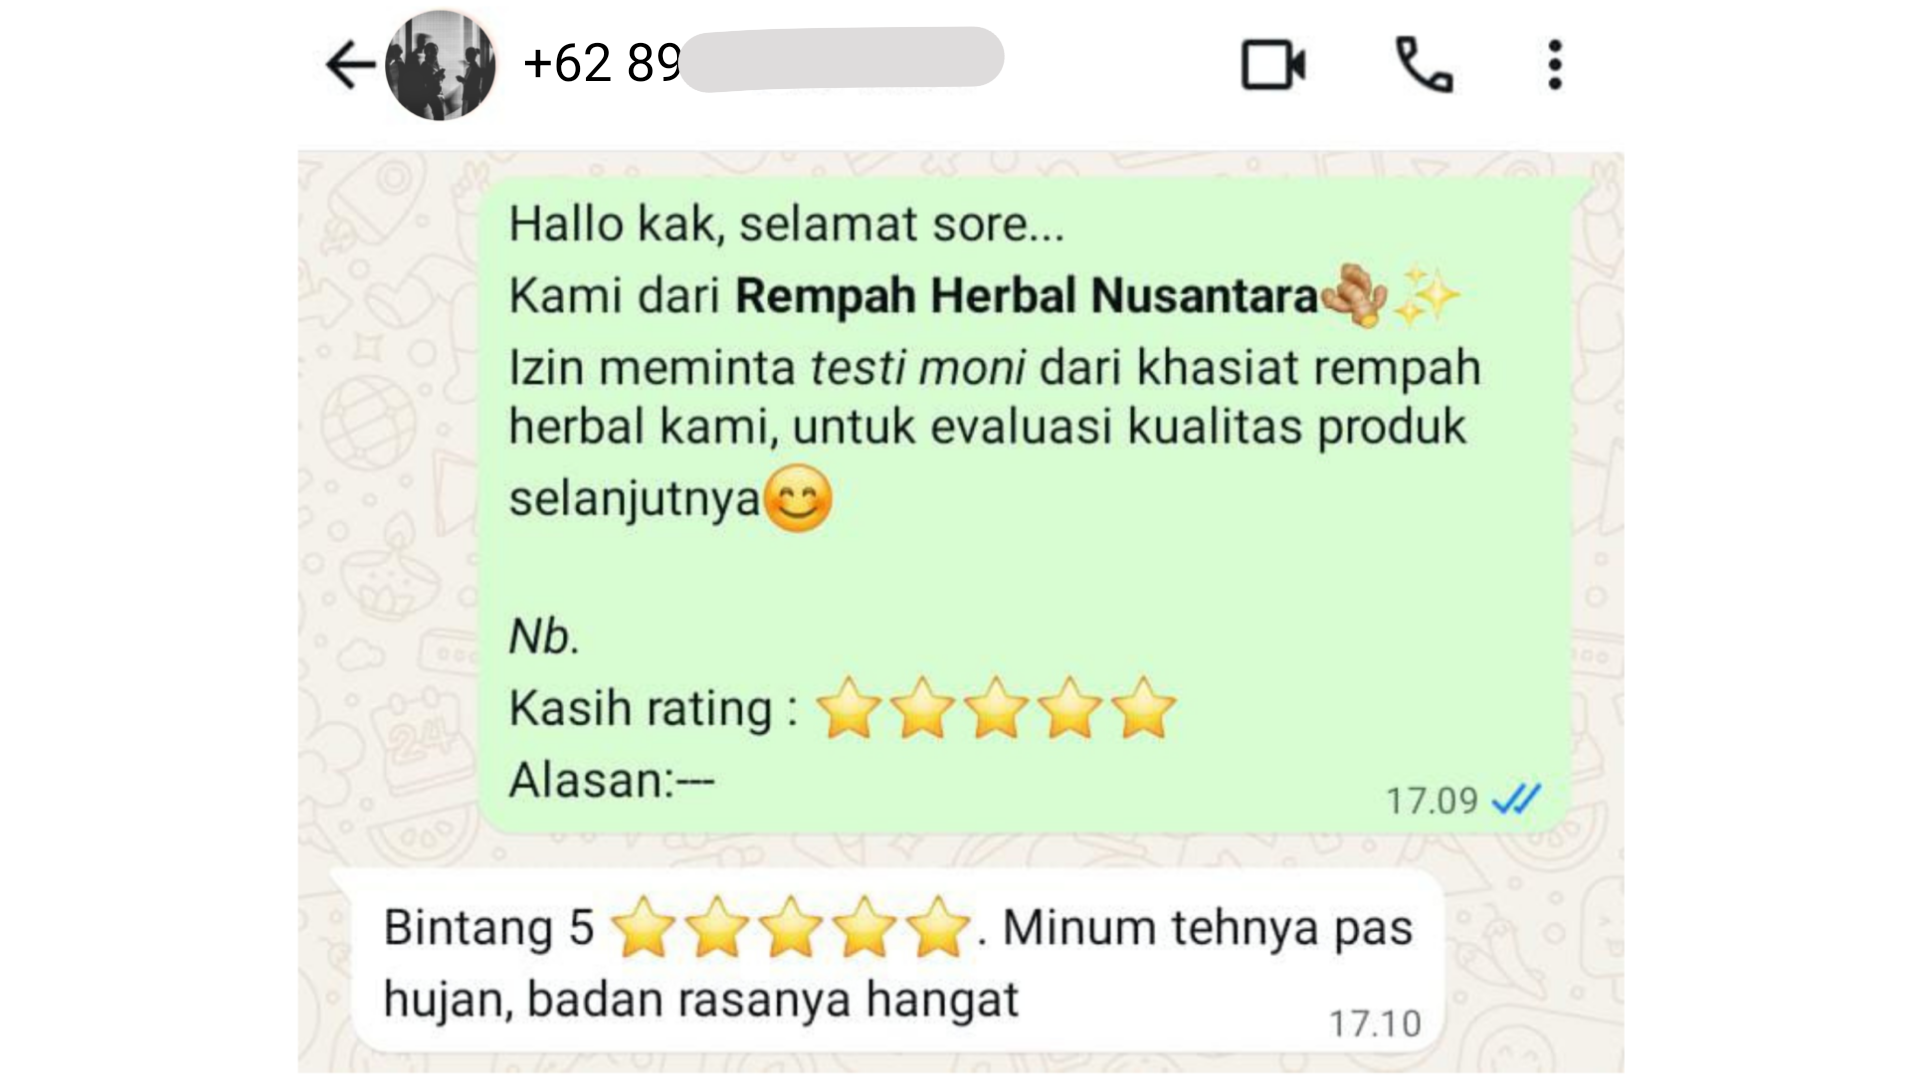 +62 89
Hallo kak, selamat sore...
Kami dari Rempah Herbal Nusantara🫚✨
Izin meminta testi moni dari khasiat rempah
herbal kami, untuk evaluasi kualitas produk
selanjutnya😊
Nb.
Kasih rating : ⭐⭐⭐⭐⭐
Alasan:---
17.09
Bintang 5 ⭐⭐⭐⭐⭐. Minum tehnya pas
hujan, badan rasanya hangat
17.10